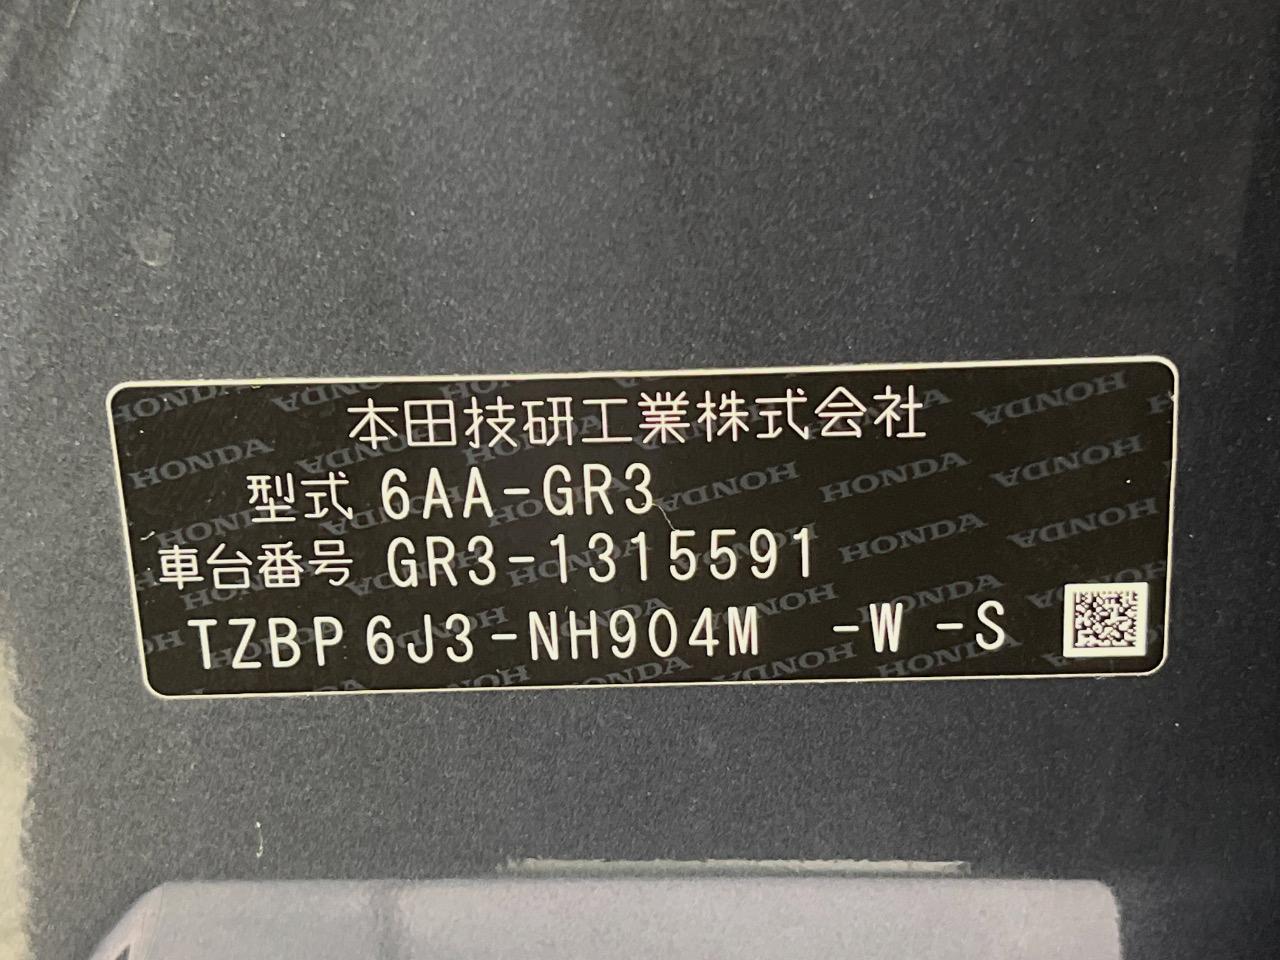 本田技研工業株式会社
型式 6AA-GR3
車台番号 GR3-1315591
TZBP 6J3-NH904M -W -S